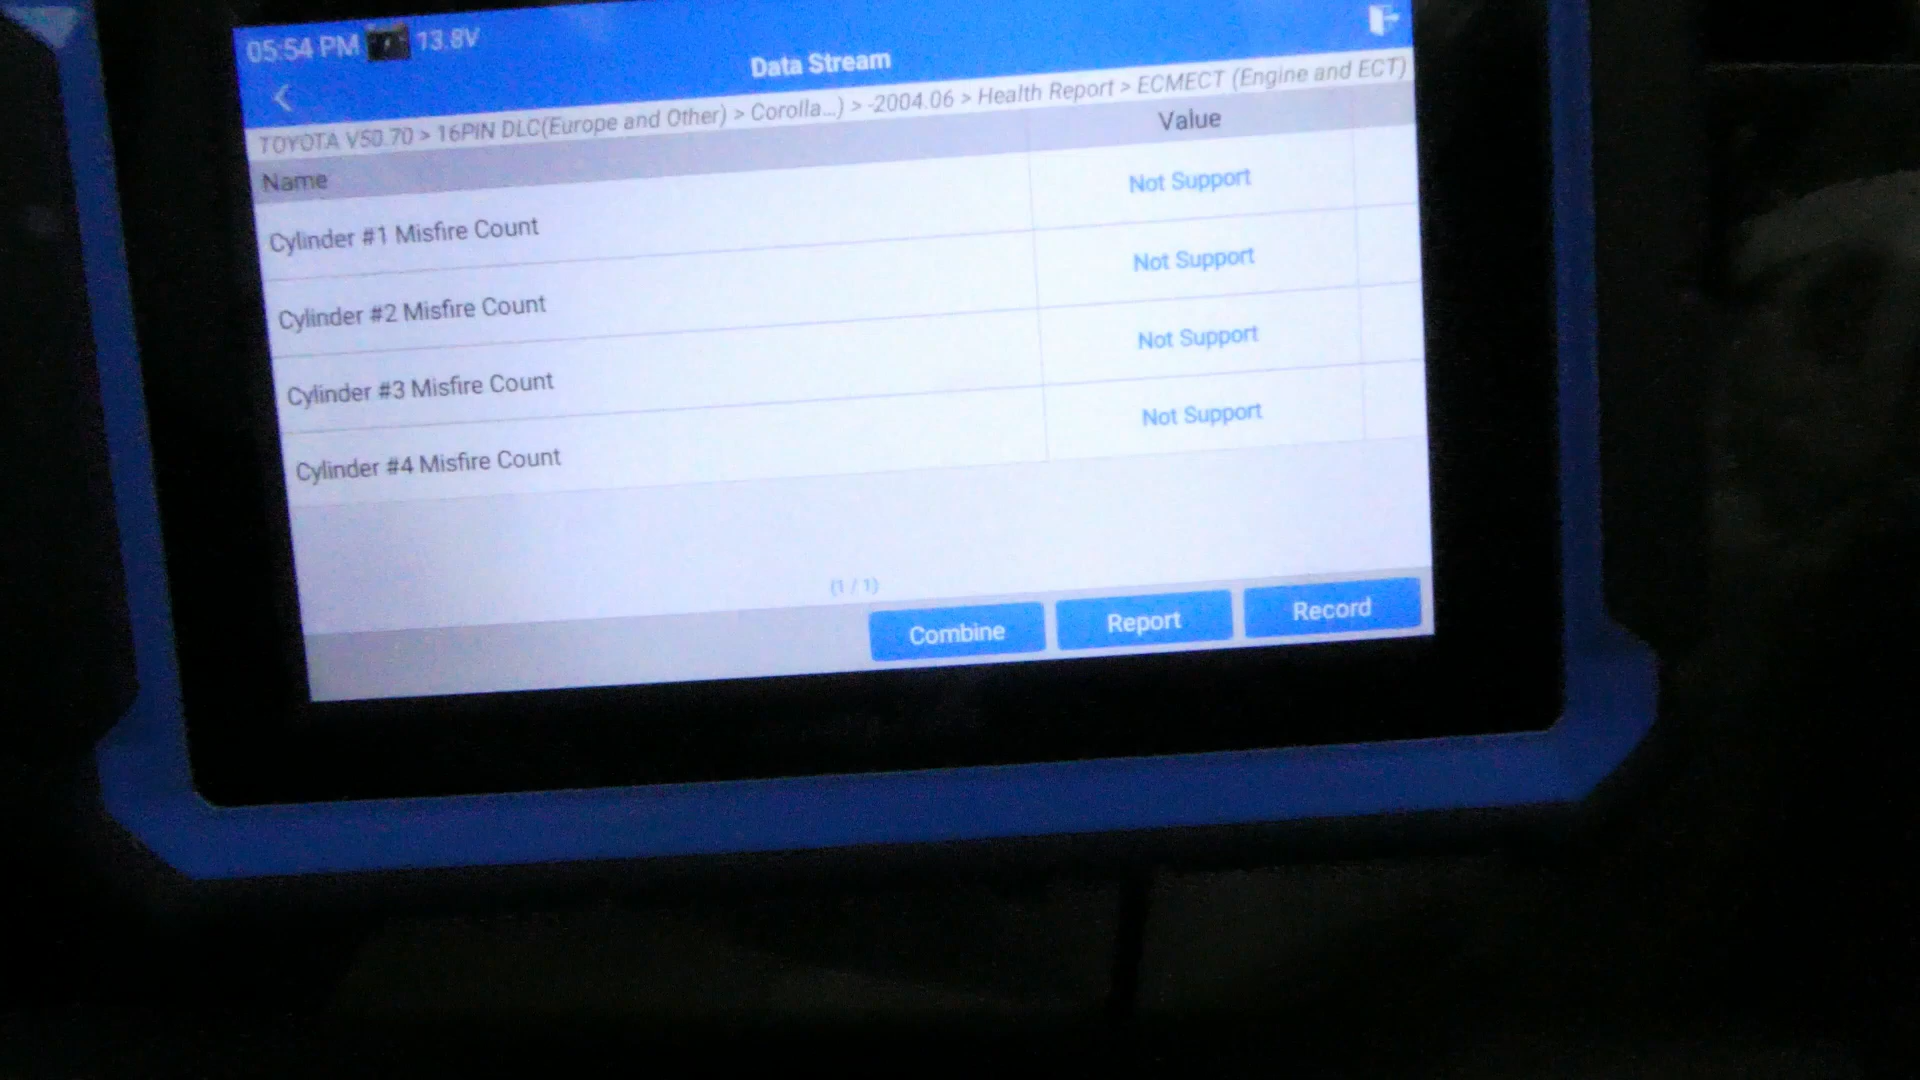 05:54 PM 13.8V
Data Stream
TOYOTA V50.70 > 16PIN DLC(Europe and Other) > Corolla...) > -2004.06 > Health Report > ECMECT (Engine and ECT)
Name Value
Cylinder #1 Misfire Count Not Support
Cylinder #2 Misfire Count Not Support
Cylinder #3 Misfire Count Not Support
Cylinder #4 Misfire Count Not Support
(1 / 1)
Combine Report Record